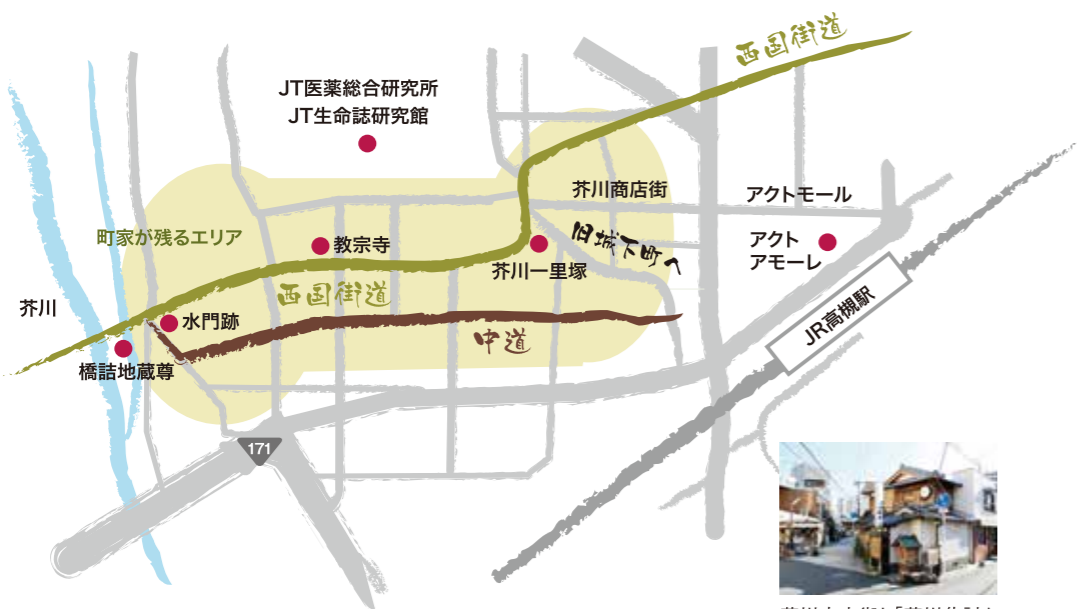 西国街道
JT医薬総合研究所
JT生命誌研究館
芥川商店街
アクトモール
町家が残るエリア
教宗寺
旧城下町へ
アクト
アモーレ
芥川一里塚
芥川
西国街道
水門跡
JR高槻駅
中道
橋詰地蔵尊
171